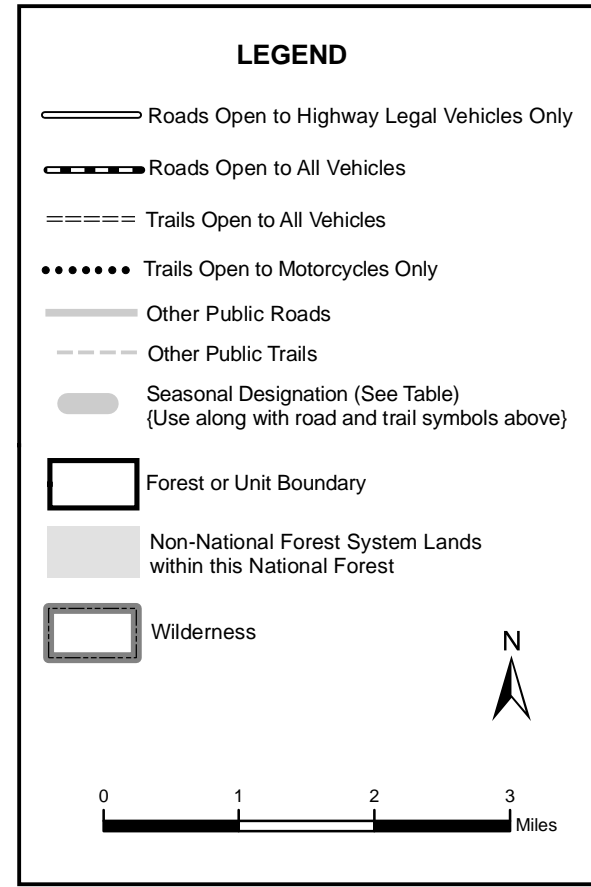 LEGEND
Roads Open to Highway Legal Vehicles Only
Roads Open to All Vehicles
Trails Open to All Vehicles
Trails Open to Motorcycles Only
Other Public Roads
Other Public Trails
Seasonal Designation (See Table)
{Use along with road and trail symbols above}
Forest or Unit Boundary
Non-National Forest System Lands
within this National Forest
Wilderness
N
0 1 2 3
Miles